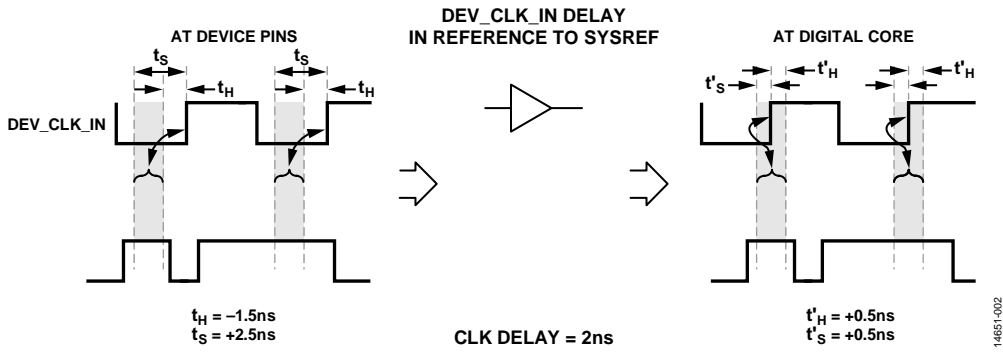 DEV_CLK_IN DELAY
IN REFERENCE TO SYSREF
AT DEVICE PINS
AT DIGITAL CORE
tS
tS
tH
tH
t'H
t'H
t'S
t'S
DEV_CLK_IN
tH = –1.5ns
tS = +2.5ns
CLK DELAY = 2ns
t'H = +0.5ns
t'S = +0.5ns
14651-002